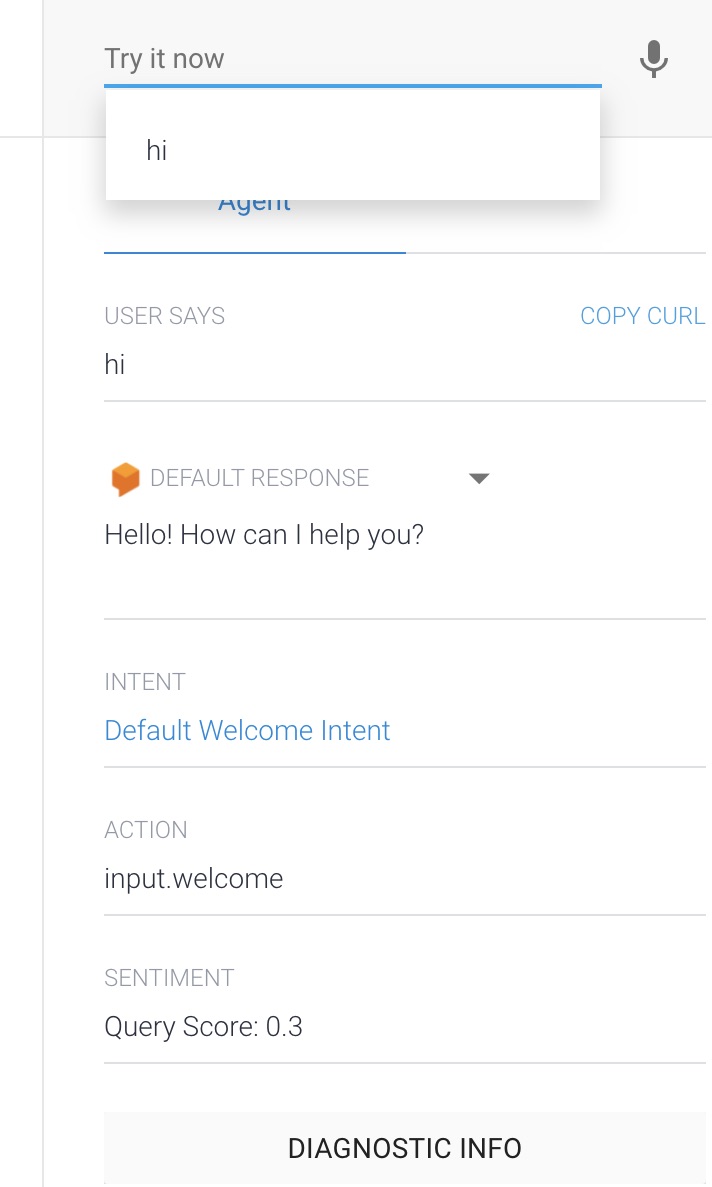 Try it now
hi
Agent
USER SAYS COPY CURL
hi
DEFAULT RESPONSE
Hello! How can I help you?
INTENT
Default Welcome Intent
ACTION
input.welcome
SENTIMENT
Query Score: 0.3
DIAGNOSTIC INFO